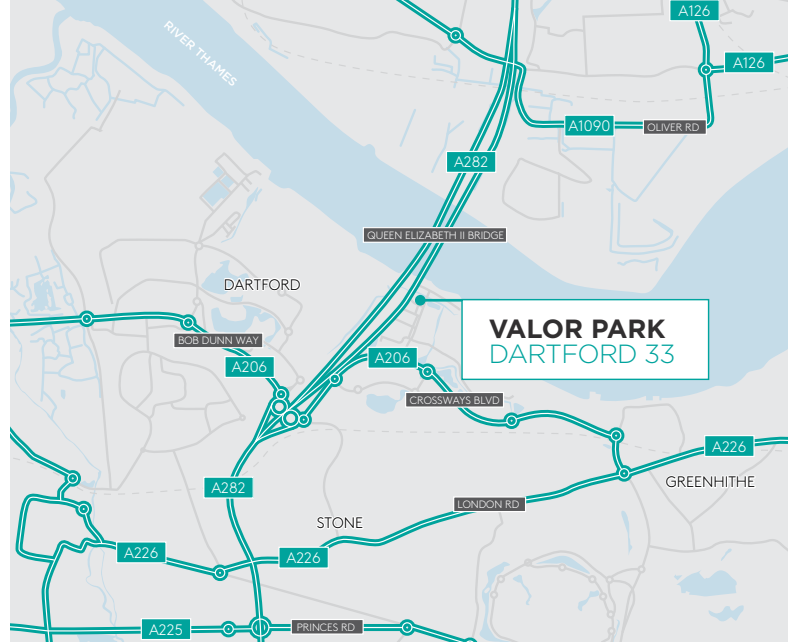 A126
RIVER THAMES
A126
A1090
OLIVER RD
A282
QUEEN ELIZABETH II BRIDGE
DARTFORD
VALOR PARK
DARTFORD 33
BOB DUNN WAY
A206
A206
CROSSWAYS BLVD
A226
GREENHITHE
A282
LONDON RD
STONE
A226
A226
A225
PRINCES RD